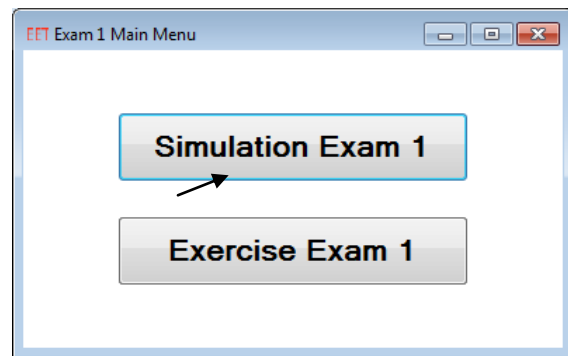 EET Exam 1 Main Menu
Simulation Exam 1
Exercise Exam 1